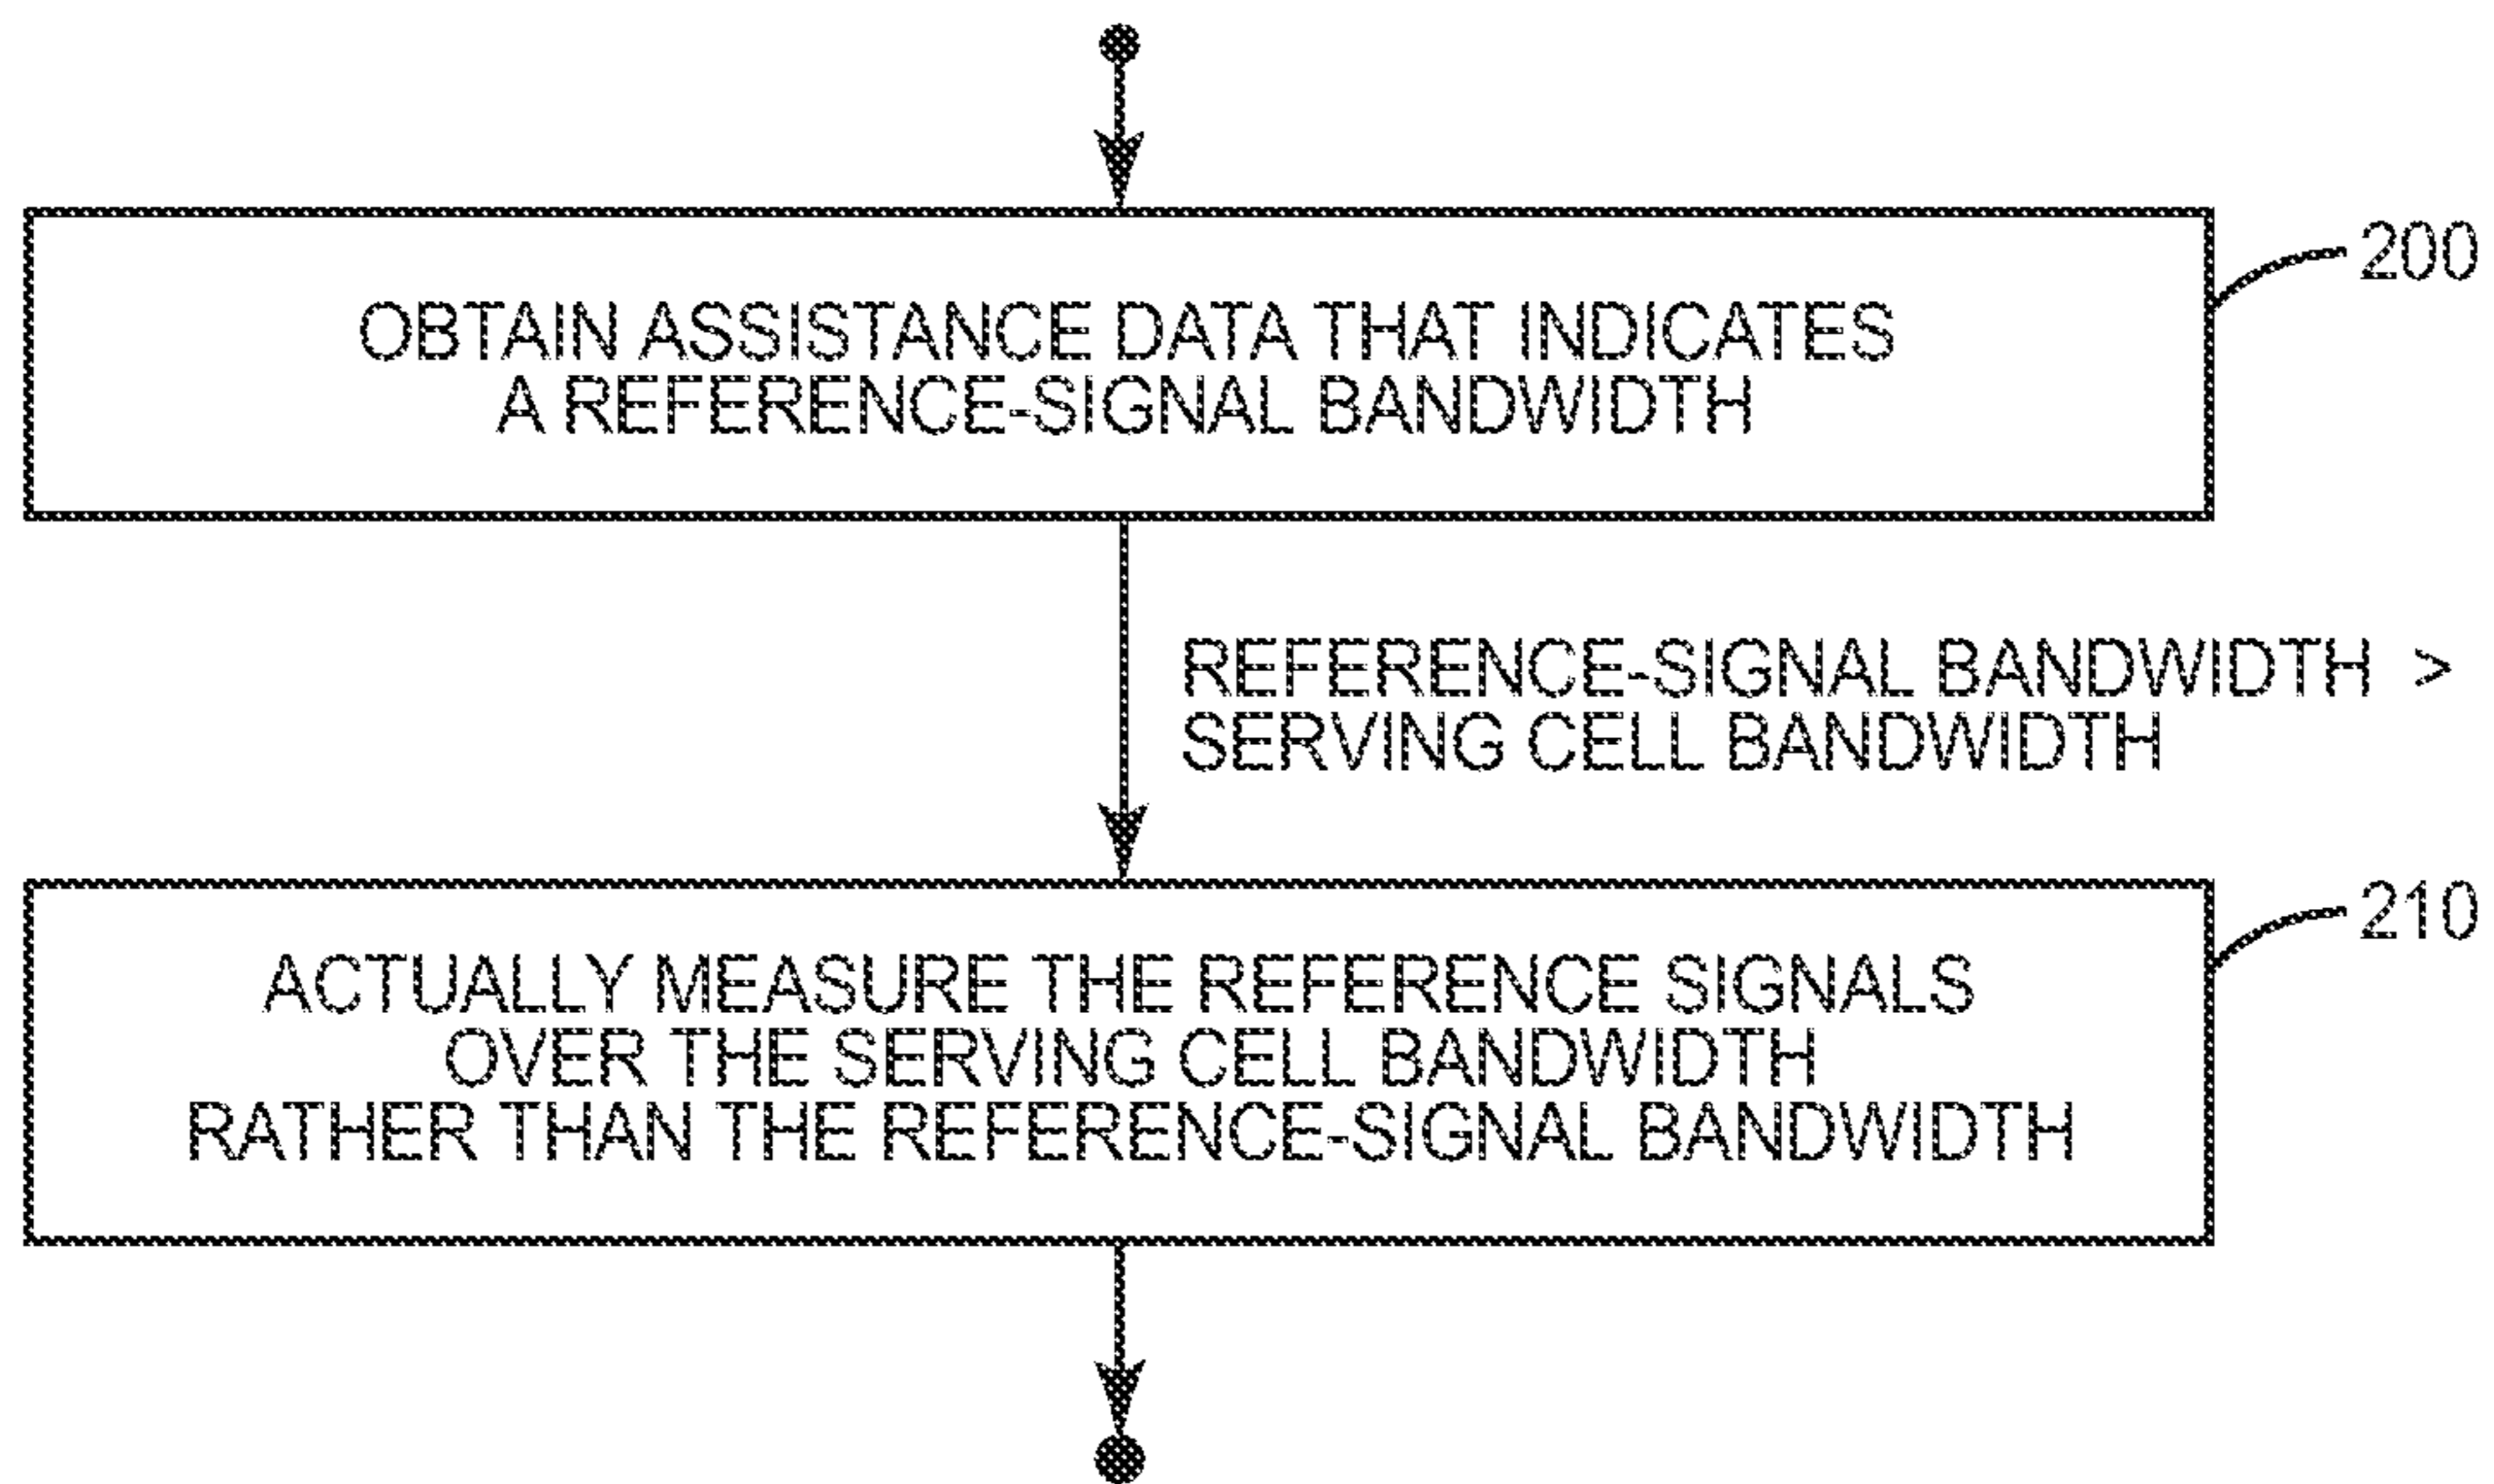 200
OBTAIN ASSISTANCE DATA THAT INDICATES
A REFERENCE-SIGNAL BANDWIDTH
REFERENCE-SIGNAL BANDWIDTH >
SERVING CELL BANDWIDTH
210
ACTUALLY MEASURE THE REFERENCE SIGNALS
OVER THE SERVING CELL BANDWIDTH
RATHER THAN THE REFERENCE-SIGNAL BANDWIDTH